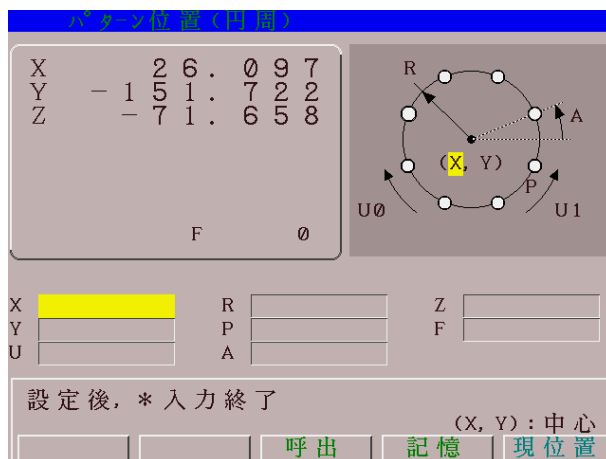 パターン位置(円周)
X 26.097
Y -151.722
Z -71.658
F 0
R
A
(X, Y)
P
U0
U1
X R Z
Y P F
U A
設定後, *入力終了
(X, Y):中心
呼出 記憶 現位置